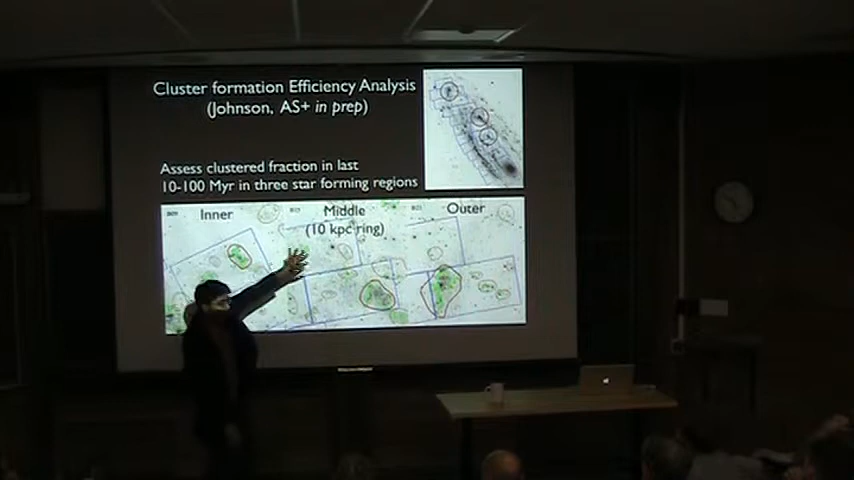 Cluster formation Efficiency Analysis
(Johnson, AS+ in prep)
Assess clustered fraction in last
10-100 Myr in three star forming regions
Inner
Middle
(10 kpc ring)
Outer